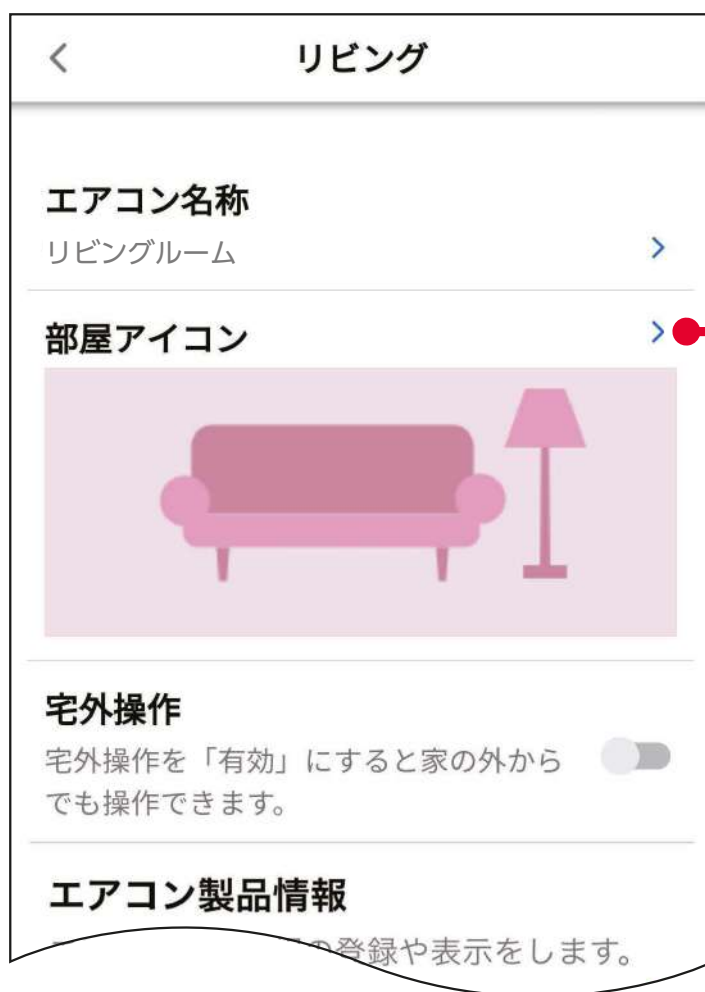 リビング
エアコン名称
リビングルーム
部屋アイコン
宅外操作
宅外操作を「有効」にすると家の外から
でも操作できます。
エアコン製品情報
の登録や表示をします。